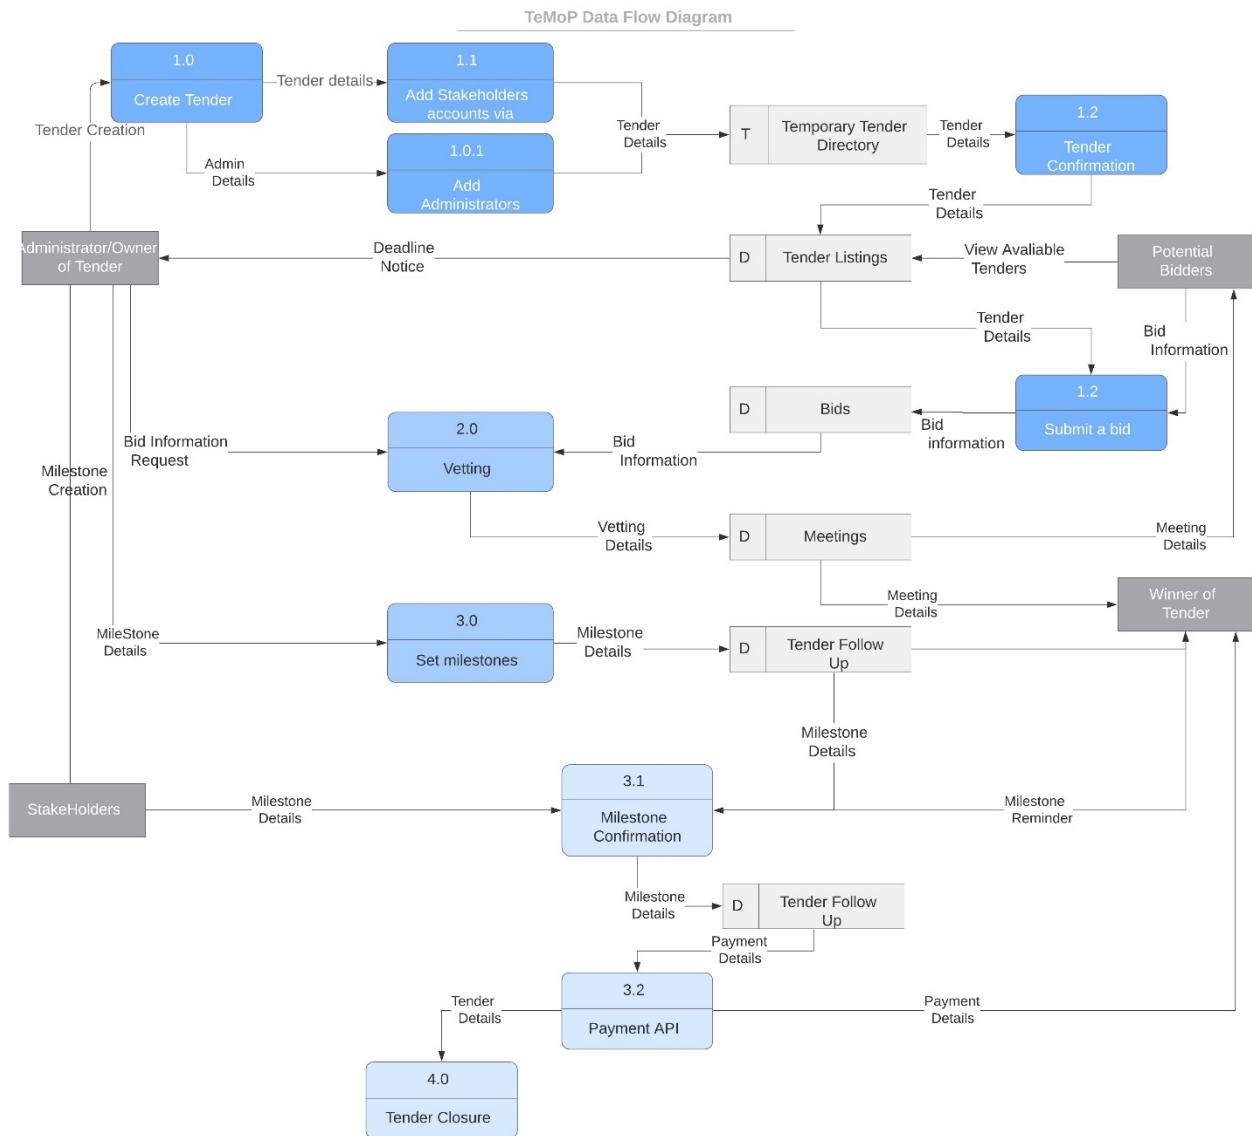 TeMoP Data Flow Diagram
1.0
Create Tender
Tender details
1.1
Add Stakeholders
accounts via
Tender Creation
Admin
Details
1.0.1
Add
Administrators
Tender
Details
T
Temporary Tender
Directory
Tender
Details
1.2
Tender
Confirmation
Tender
Details
Administrator/Owner
of Tender
Deadline
Notice
D
Tender Listings
View Avaliable
Tenders
Potential
Bidders
Tender
Details
Bid
Information
1.2
Submit a bid
Bid
information
D
Bids
Bid
Information
2.0
Vetting
Bid Information
Request
Milestone
Creation
Vetting
Details
D
Meetings
Meeting
Details
Meeting
Details
Winner of
Tender
MileStone
Details
3.0
Set milestones
Milestone
Details
D
Tender Follow
Up
Milestone
Details
StakeHolders
Milestone
Details
3.1
Milestone
Confirmation
Milestone
Reminder
Milestone
Details
D
Tender Follow
Up
Payment
Details
3.2
Payment API
Tender
Details
Payment
Details
4.0
Tender Closure